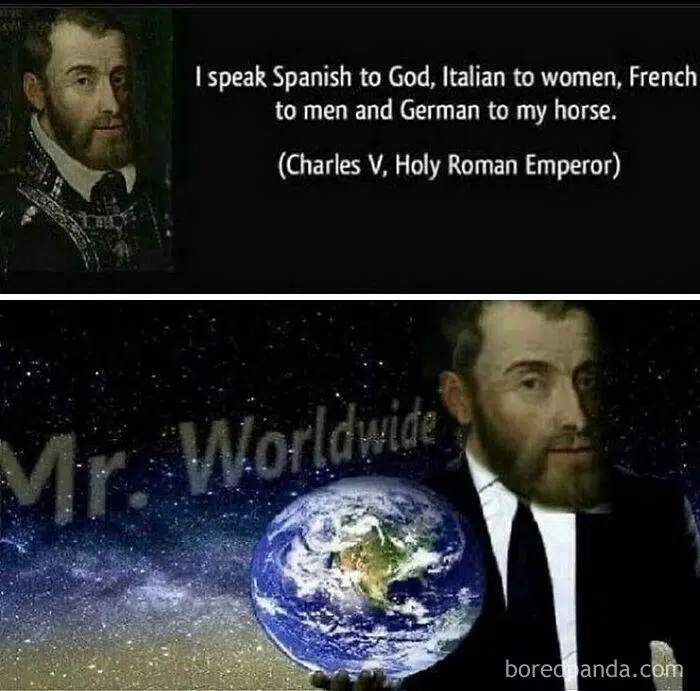 I speak Spanish to God, Italian to women, French
to men and German to my horse.
(Charles V, Holy Roman Emperor)
Mr. Worldwide
boredpanda.com